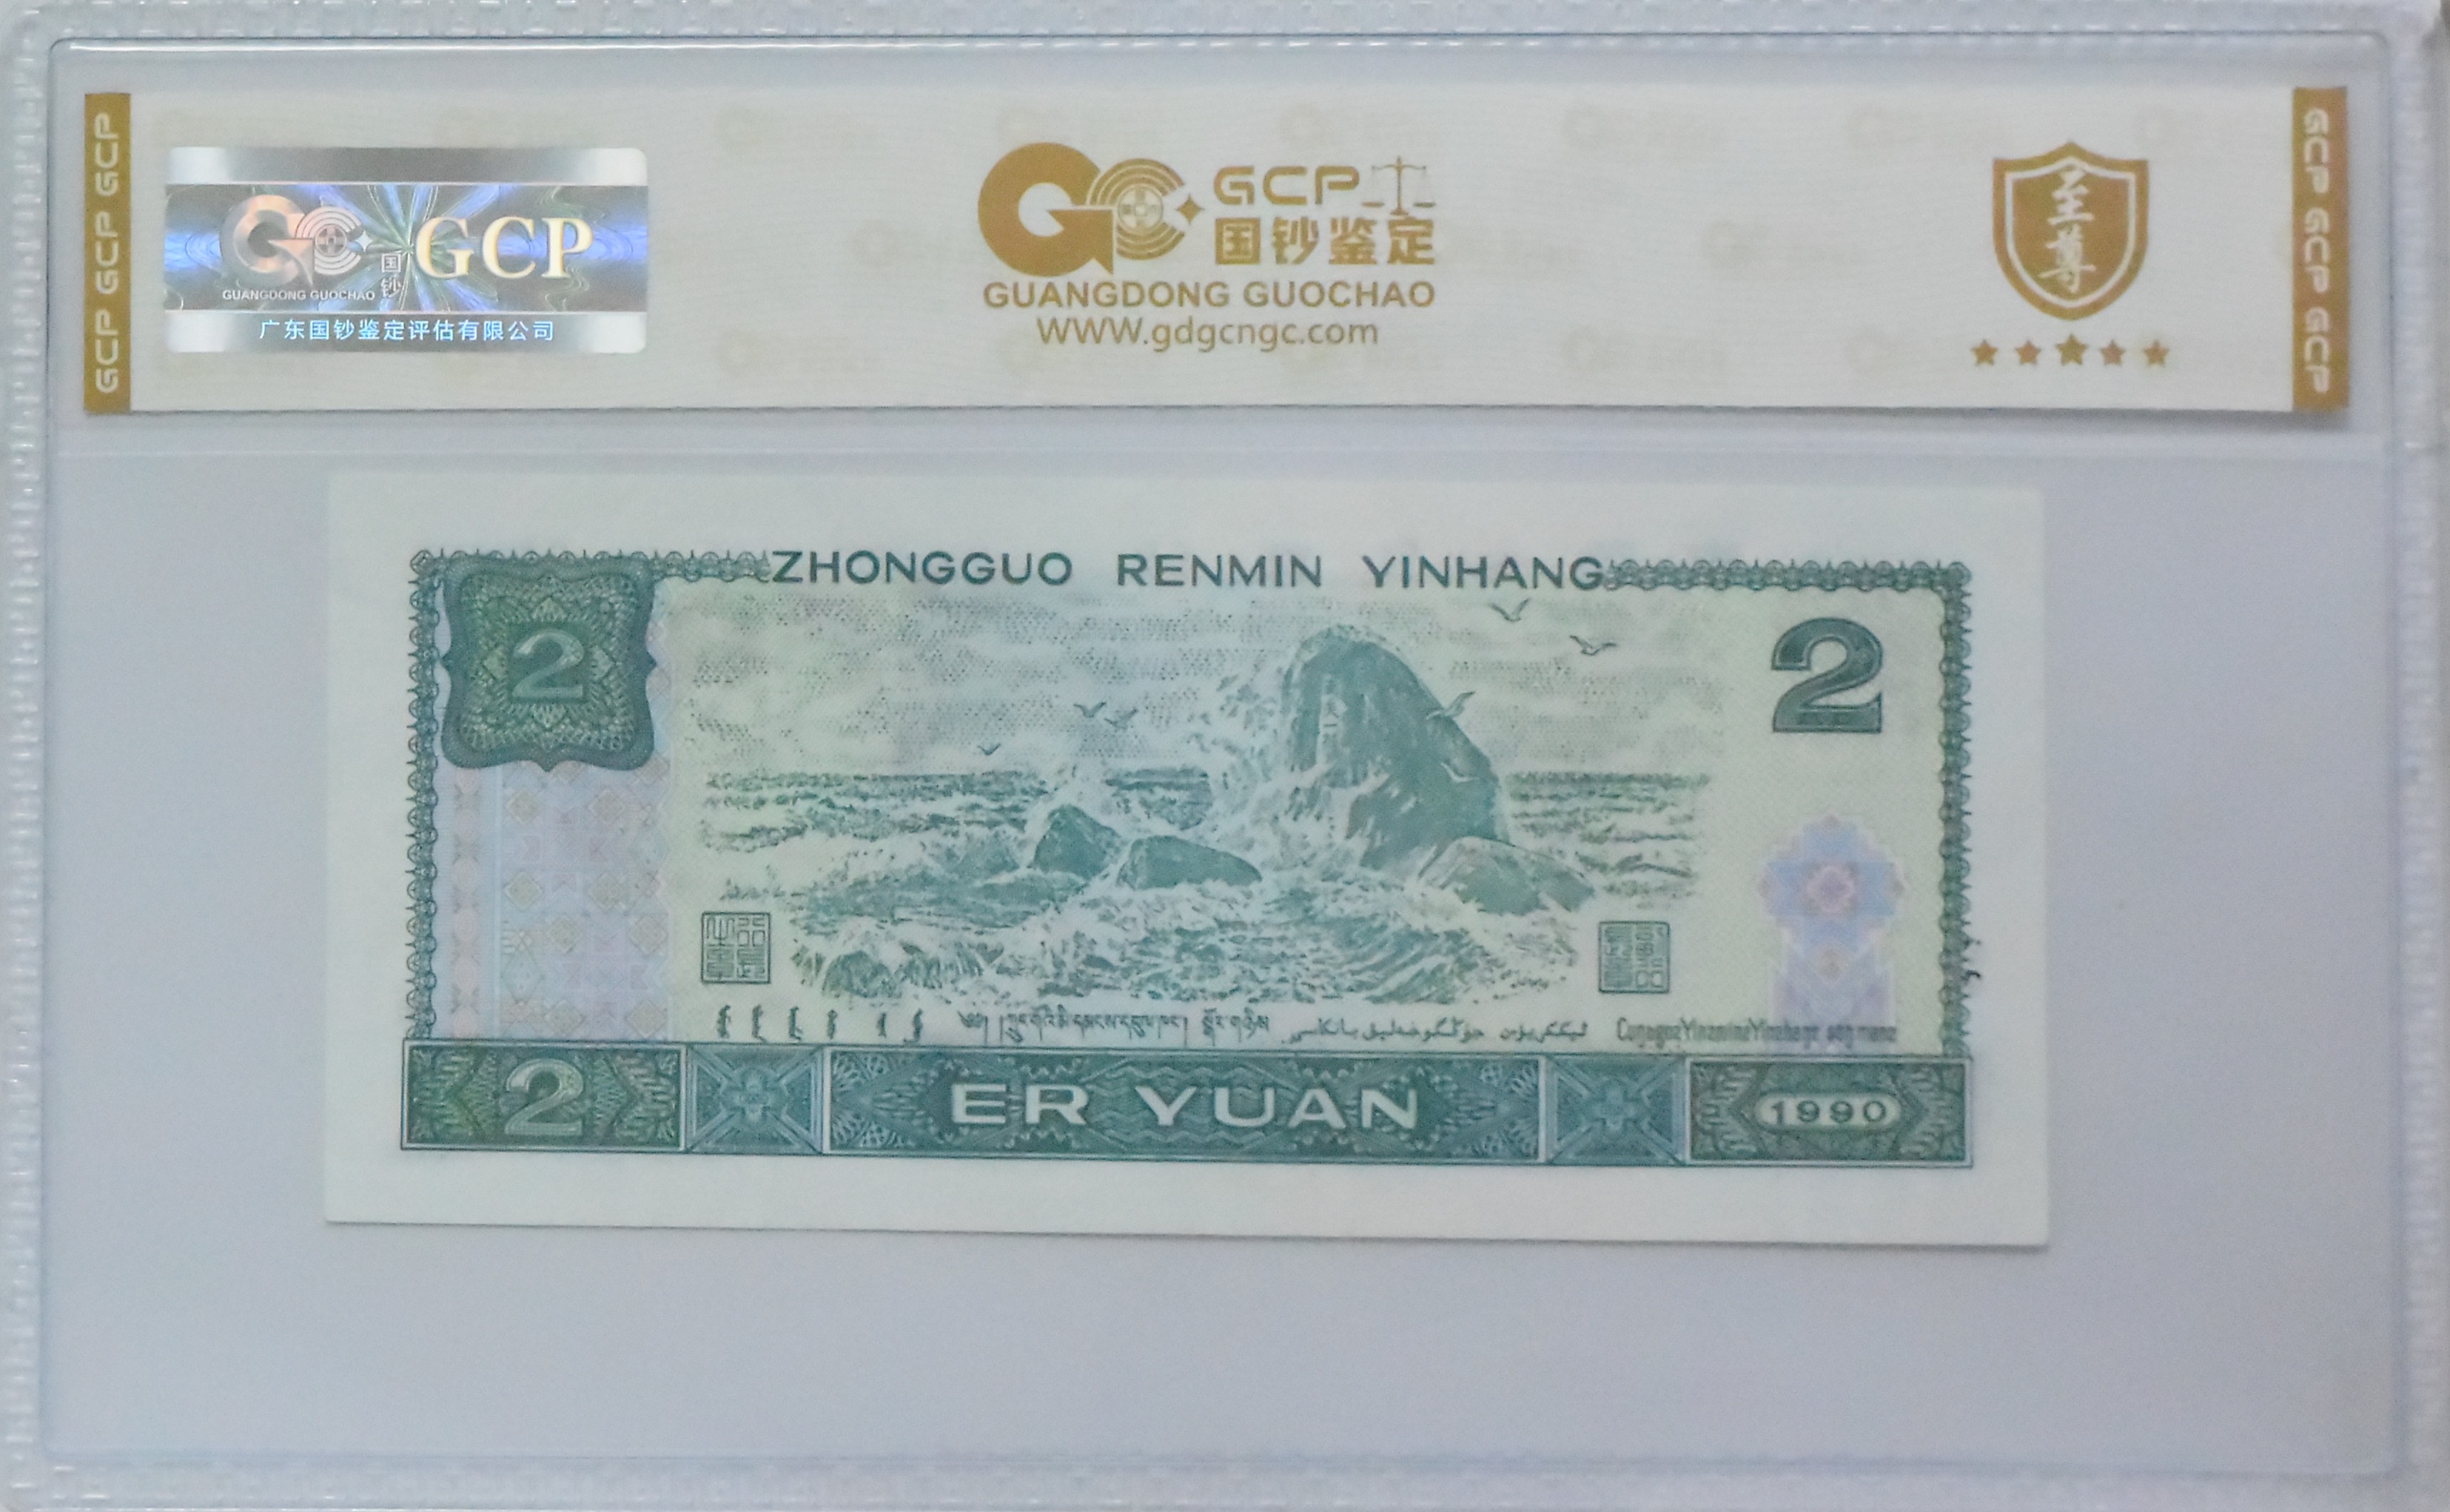 GCP GCP GCP
GCP
国钞
GUANGDONG GUOCHAO
广东国钞鉴定评估有限公司
GCP
国钞鉴定
GUANGDONG GUOCHAO
WWW.gdgcngc.com
至尊
GCP GCP GCP
ZHONGGUO RENMIN YINHANG
2
2
2
ER YUAN
1990